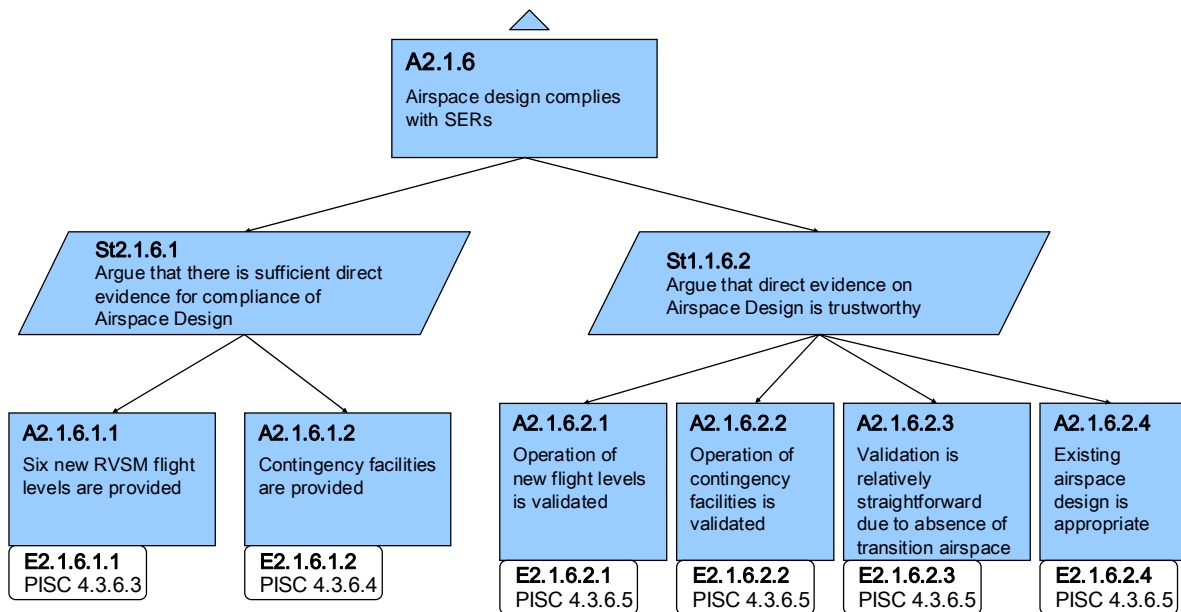 A2.1.6
Airspace design complies
with SERs
St2.1.6.1
Argue that there is sufficient direct
evidence for compliance of
Airspace Design
St1.1.6.2
Argue that direct evidence on
Airspace Design is trustworthy
A2.1.6.1.1
Six new RVSM flight
levels are provided
E2.1.6.1.1
PISC 4.3.6.3
A2.1.6.1.2
Contingency facilities
are provided
E2.1.6.1.2
PISC 4.3.6.4
A2.1.6.2.1
Operation of
new flight levels
is validated
E2.1.6.2.1
PISC 4.3.6.5
A2.1.6.2.2
Operation of
contingency
facilities is
validated
E2.1.6.2.2
PISC 4.3.6.5
A2.1.6.2.3
Validation is
relatively
straightforward
due to absence of
transition airspace
E2.1.6.2.3
PISC 4.3.6.5
A2.1.6.2.4
Existing
airspace
design is
appropriate
E2.1.6.2.4
PISC 4.3.6.5